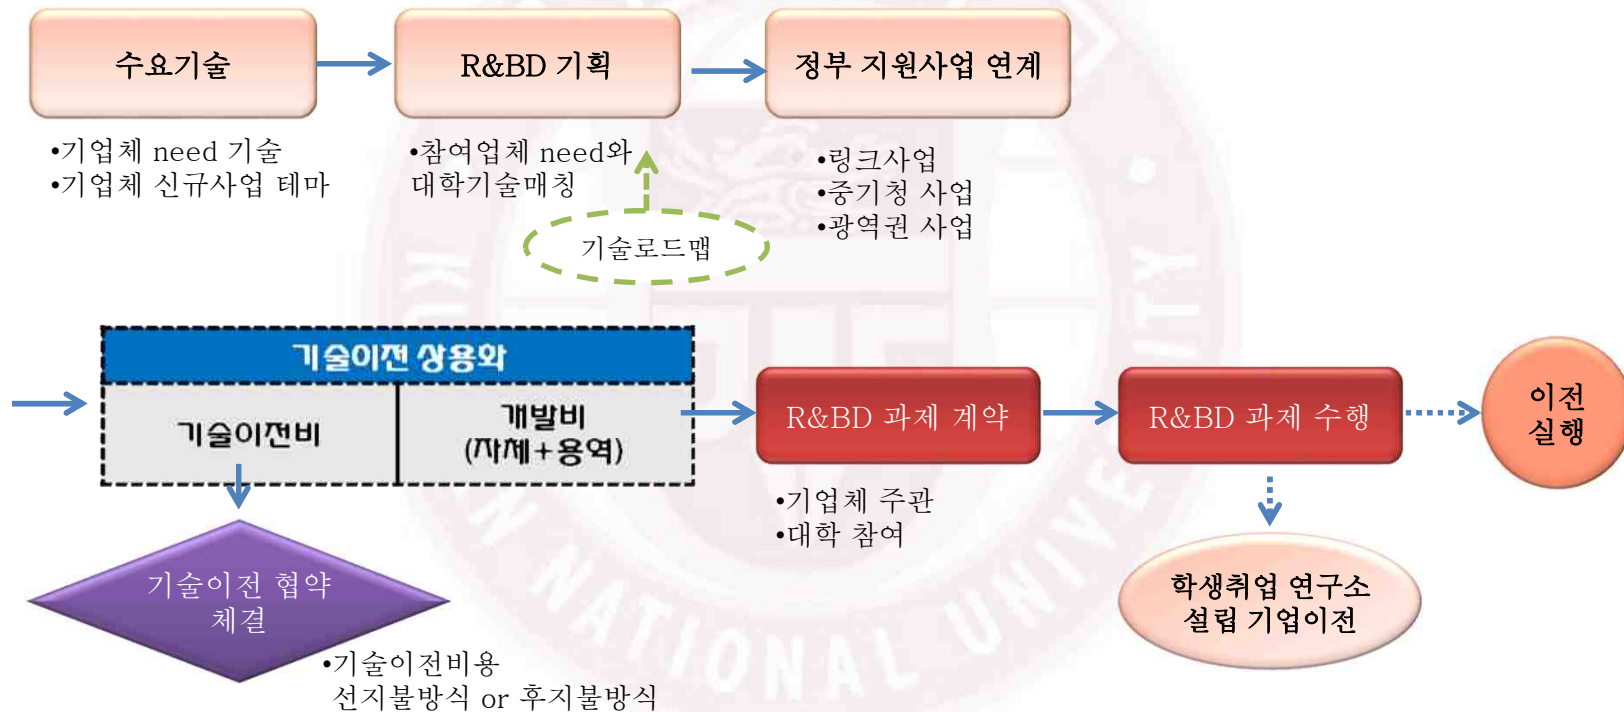 수요기술
R&BD 기획
정부 지원사업 연계
•기업체 need 기술
•기업체 신규사업 테마
•참여업체 need와
대학기술매칭
•링크사업
•중기청 사업
•광역권 사업
기술로드맵
기술이전 상용화
기술이전비
개발비
(자체+용역)
R&BD 과제 계약
R&BD 과제 수행
이전
실행
•기업체 주관
•대학 참여
기술이전 협약
체결
•기술이전비용
선지불방식 or 후지불방식
학생취업 연구소
설립 기업이전
NATIONAL UNIVERSITY